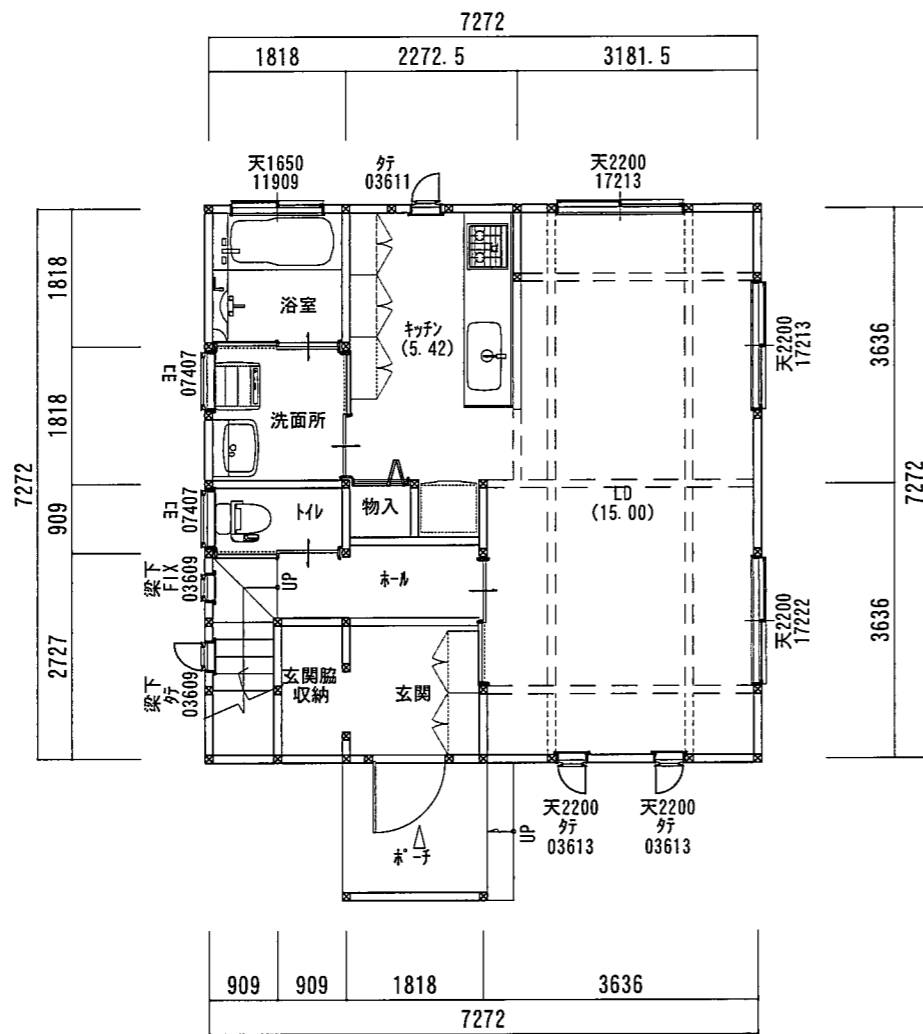 7272
1818
2272.5
3181.5
天1650
11909
タテ
03611
天2200
17213
1818
1818
909
2727
7272
浴室
キッチン
(5.42)
天2200
17213
3636
3636
7272
ヨコ
07407
洗面所
ヨコ
07407
トイレ
物入
LD
(15.00)
梁下
FIX
03609
UP
ホール
天2200
17222
梁下
タテ
03609
玄関脇
収納
玄関
天2200
タテ
03613
天2200
タテ
03613
UP
ポーチ
909
909
1818
3636
7272